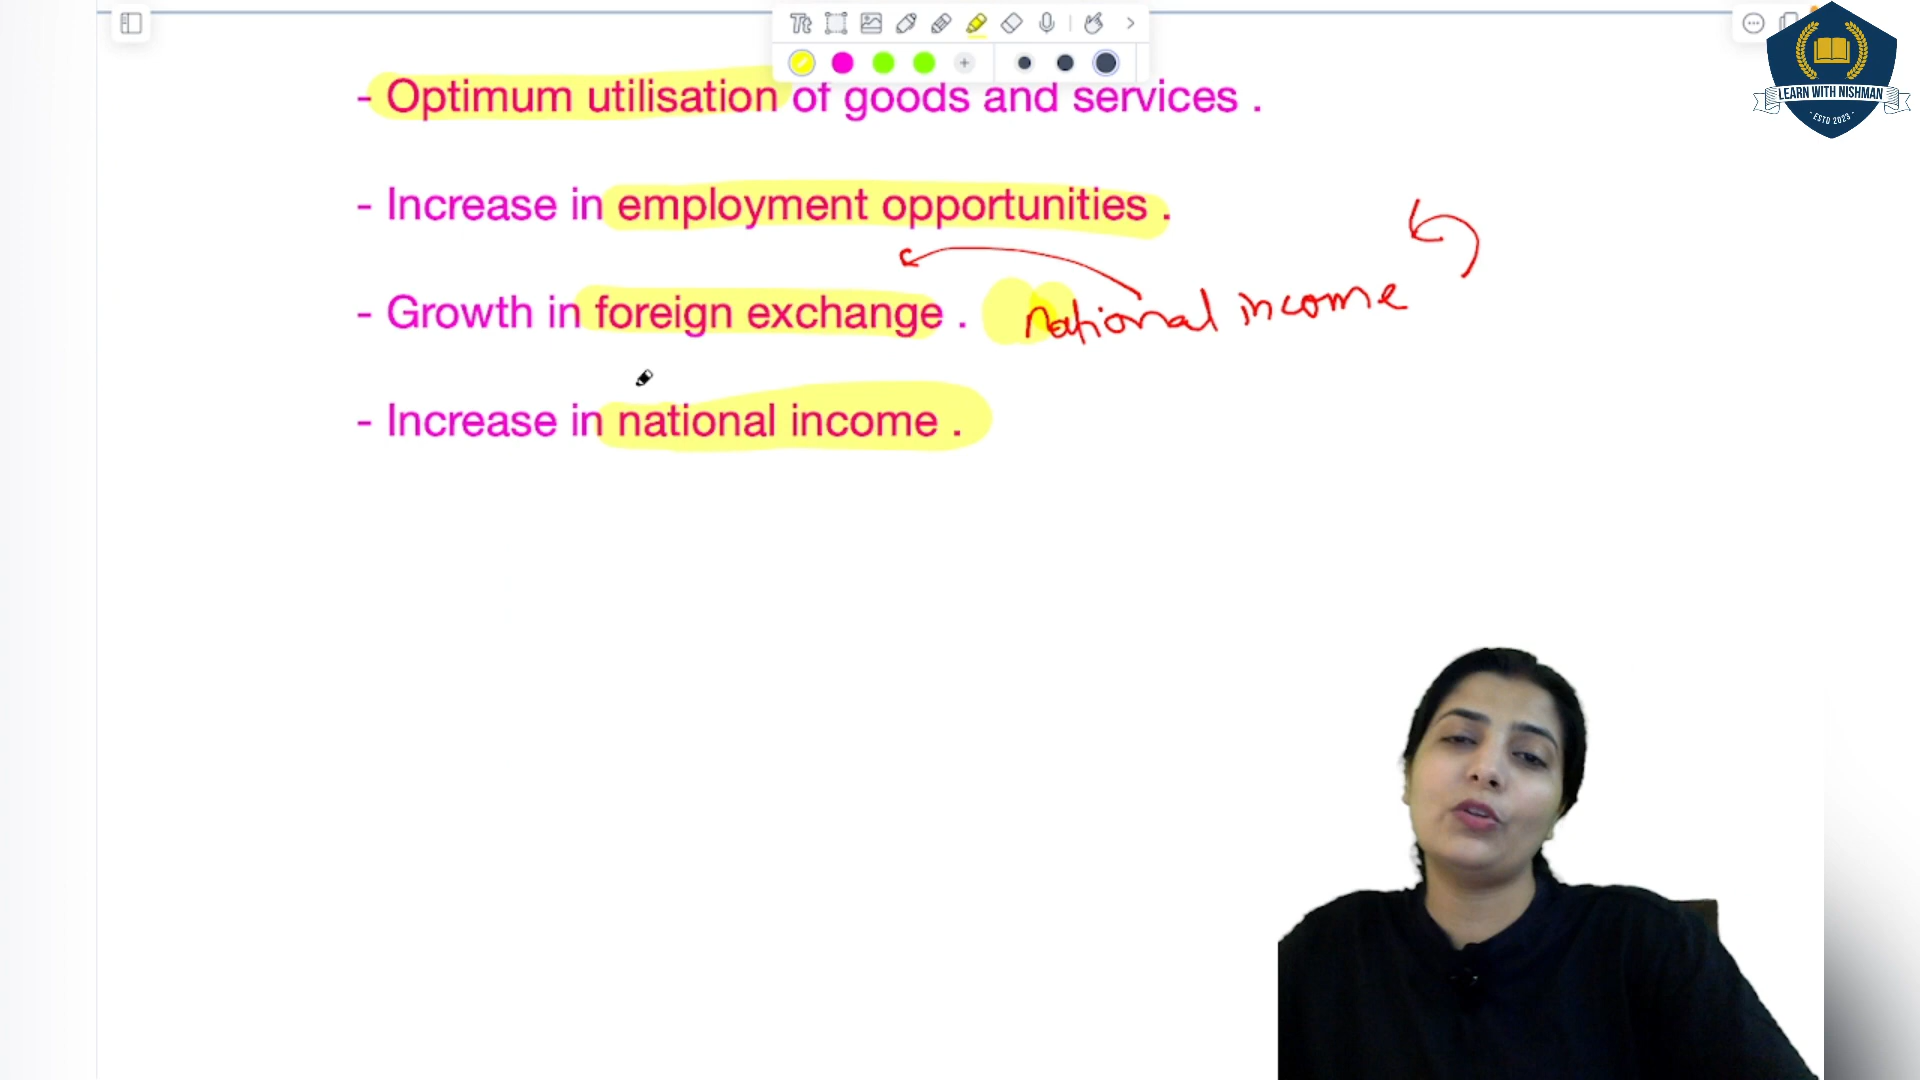 Tt
- Optimum utilisation of goods and services .
- Increase in employment opportunities .
- Growth in foreign exchange . national income
- Increase in national income .
LEARN WITH NISHMAN
· ESTD 2023 ·